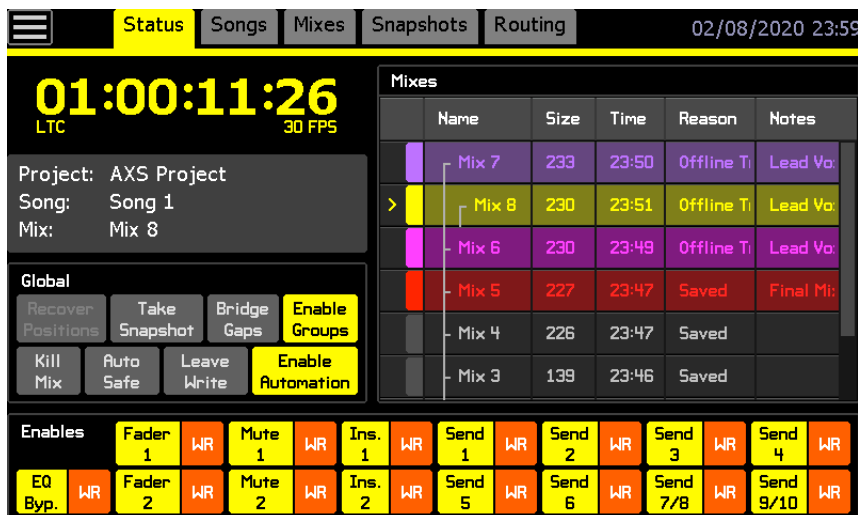 Status Songs Mixes Snapshots Routing 02/08/2020 23:59
01:00:11:26
LTC 30 FPS
Project: AXS Project
Song: Song 1
Mix: Mix 8
Mixes
Name Size Time Reason Notes
Mix 7 233 23:50 Offline T Lead Vo
> Mix 8 230 23:51 Offline T Lead Vo
Mix 6 230 23:49 Offline T Lead Vo
Mix 5 227 23:47 Saved Final Mi
Mix 4 226 23:47 Saved
Mix 3 139 23:46 Saved
Global
Recover Take Bridge Enable
Positions Snapshot Gaps Groups
Kill Auto Leave Enable
Mix Safe Write Automation
Enables
Fader WR Mute WR Ins. WR Send WR Send WR Send WR Send WR
1 1 1 1 2 3 4
EQ WR Fader WR Mute WR Ins. WR Send WR Send WR Send WR Send WR
Byp. 2 2 2 5 6 7/8 9/10